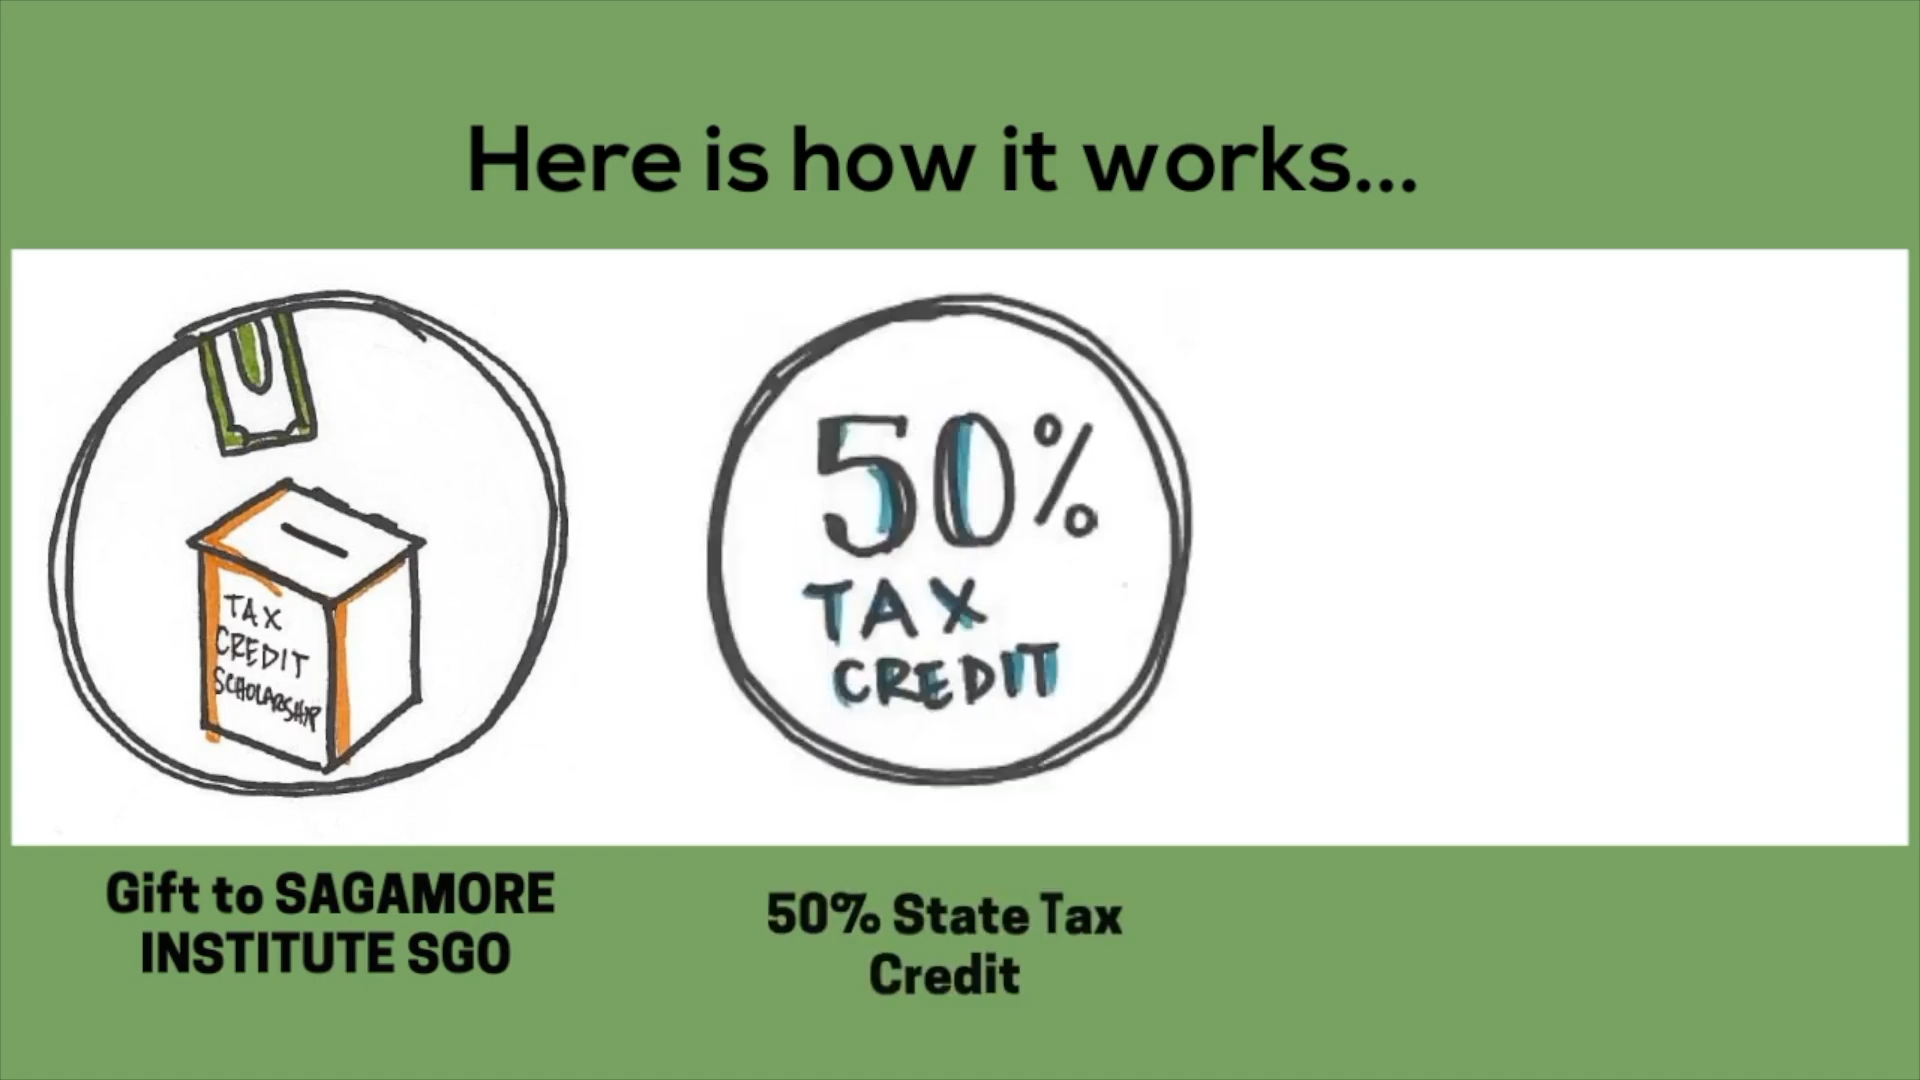 Here is how it works...
TAX
CREDIT
SCHOLARSHIP
50%
TAX
CREDIT
Gift to SAGAMORE
INSTITUTE SGO
50% State Tax
Credit